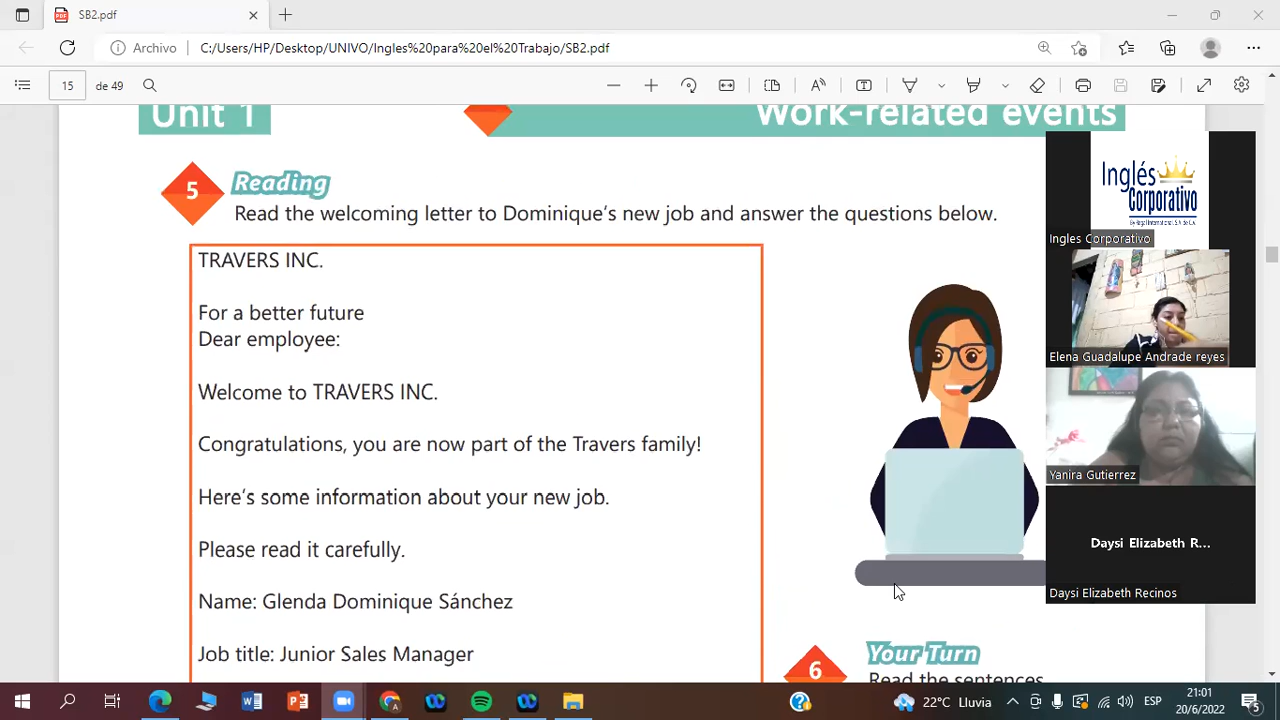 SB2.pdf
Archivo
C:/Users/HP/Desktop/UNIVO/Ingles%20para%20el%20Trabajo/SB2.pdf
15 de 49
Unit 1
Work-related events
5
Reading
Read the welcoming letter to Dominique's new job and answer the questions below.
TRAVERS INC.
For a better future
Dear employee:
Welcome to TRAVERS INC.
Congratulations, you are now part of the Travers family!
Here's some information about your new job.
Please read it carefully.
Name: Glenda Dominique Sánchez
Job title: Junior Sales Manager
6
Your Turn
Read the sentences
Inglés
Corporativo
By Regal International, S.A. de C.V.
Ingles Corporativo
Elena Guadalupe Andrade reyes
Yanira Gutierrez
Daysi Elizabeth R...
Daysi Elizabeth Recinos
22°C Lluvia
ESP
21:01
20/6/2022
5